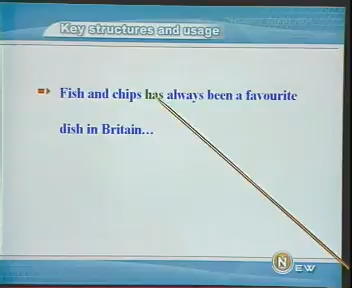 Key structures and usage
Fish and chips has always been a favourite
dish in Britain…
N EW